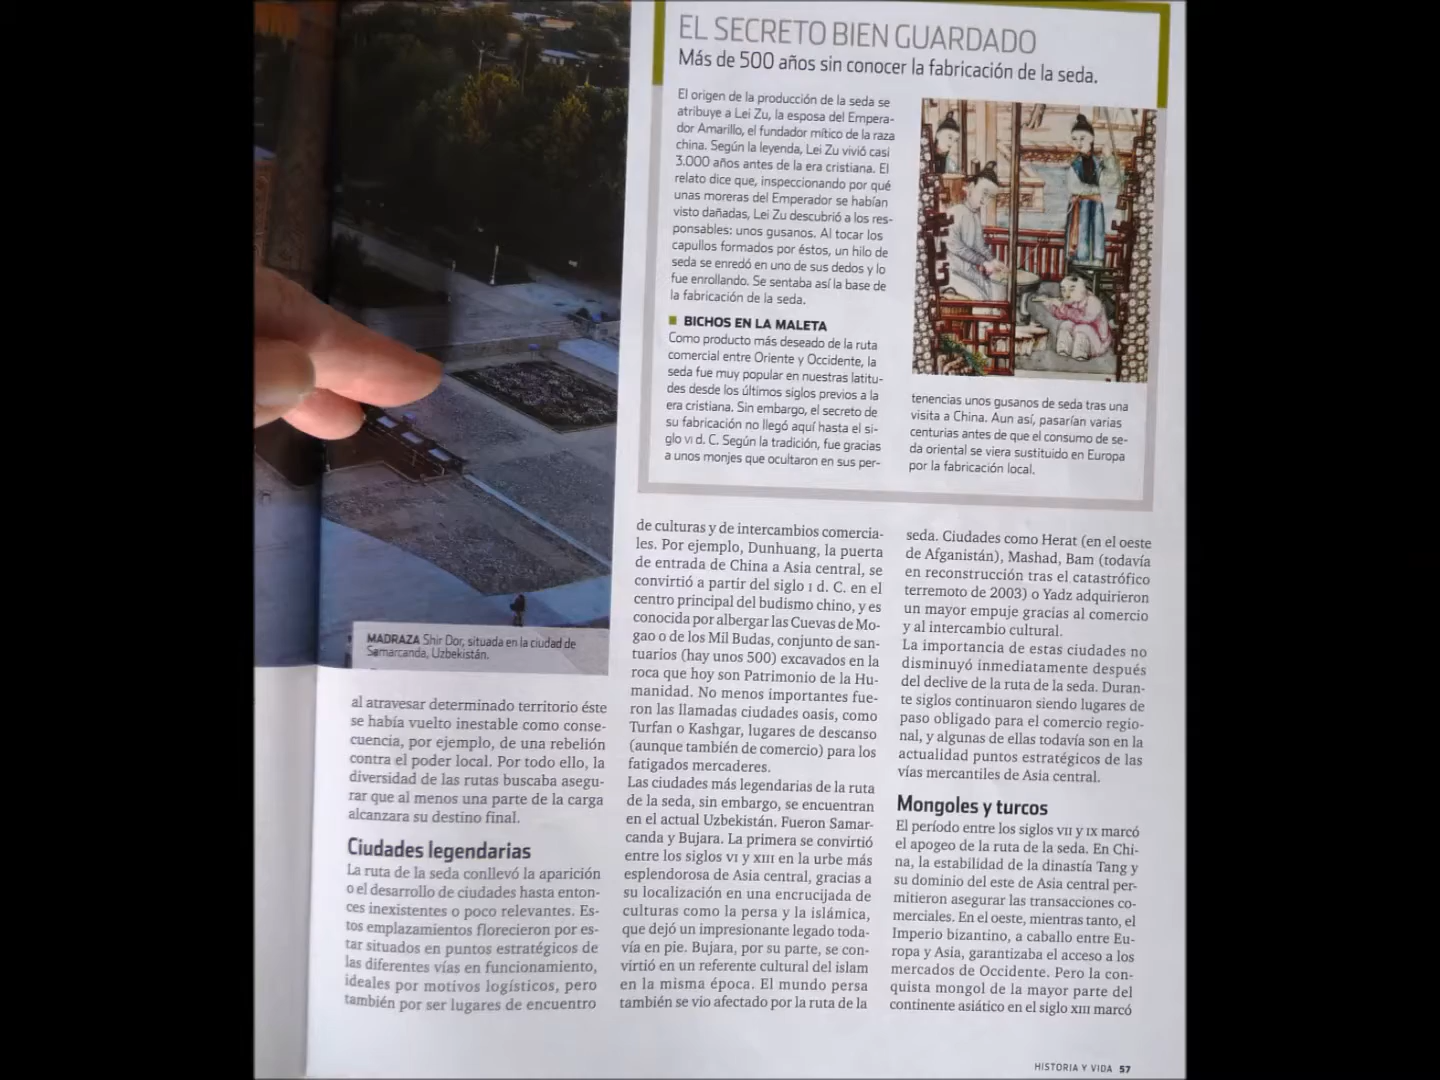 EL SECRETO BIEN GUARDADO
Más de 500 años sin conocer la fabricación de la seda.
El origen de la producción de la seda se
atribuye a Lei Zu, la esposa del Empera-
dor Amarillo, el fundador mítico de la raza
china. Según la leyenda, Lei Zu vivió casi
3.000 años antes de la era cristiana. El
relato dice que, inspeccionando por qué
unas moreras del Emperador se habían
visto dañadas, Lei Zu descubrió a los res-
ponsables: unos gusanos. Al tocar los
capullos formados por éstos, un hilo de
seda se enredó en uno de sus dedos y lo
fue enrollando. Se sentaba así la base de
la fabricación de la seda.
BICHOS EN LA MALETA
Como producto más deseado de la ruta
comercial entre Oriente y Occidente, la
seda fue muy popular en nuestras latitu-
des desde los últimos siglos previos a la
era cristiana. Sin embargo, el secreto de
su fabricación no llegó aquí hasta el si-
glo VI d. C. Según la tradición, fue gracias
a unos monjes que ocultaron en sus per-
tenencias unos gusanos de seda tras una
visita a China. Aun así, pasarían varias
centurias antes de que el consumo de se-
da oriental se viera sustituido en Europa
por la fabricación local.
MADRAZA Shir Dor, situada en la ciudad de
Samarcanda, Uzbekistán.
al atravesar determinado territorio éste
se había vuelto inestable como conse-
cuencia, por ejemplo, de una rebelión
contra el poder local. Por todo ello, la
diversidad de las rutas buscaba asegu-
rar que al menos una parte de la carga
alcanzara su destino final.
Ciudades legendarias
La ruta de la seda conllevó la aparición
o el desarrollo de ciudades hasta enton-
ces inexistentes o poco relevantes. Es-
tos emplazamientos florecieron por es-
tar situados en puntos estratégicos de
las diferentes vías en funcionamiento,
ideales por motivos logísticos, pero
también por ser lugares de encuentro
de culturas y de intercambios comercia-
les. Por ejemplo, Dunhuang, la puerta
de entrada de China a Asia central, se
convirtió a partir del siglo I d. C. en el
centro principal del budismo chino, y es
conocida por albergar las Cuevas de Mo-
gao o de los Mil Budas, conjunto de san-
tuarios (hay unos 500) excavados en la
roca que hoy son Patrimonio de la Hu-
manidad. No menos importantes fue-
ron las llamadas ciudades oasis, como
Turfan o Kashgar, lugares de descanso
(aunque también de comercio) para los
fatigados mercaderes.
Las ciudades más legendarias de la ruta
de la seda, sin embargo, se encuentran
en el actual Uzbekistán. Fueron Samar-
canda y Bujara. La primera se convirtió
entre los siglos VI y XIII en la urbe más
esplendorosa de Asia central, gracias a
su localización en una encrucijada de
culturas como la persa y la islámica,
que dejó un impresionante legado toda-
vía en pie. Bujara, por su parte, se con-
virtió en un referente cultural del islam
en la misma época. El mundo persa
también se vio afectado por la ruta de la
seda. Ciudades como Herat (en el oeste
de Afganistán), Mashad, Bam (todavía
en reconstrucción tras el catastrófico
terremoto de 2003) o Yadz adquirieron
un mayor empuje gracias al comercio
y al intercambio cultural.
La importancia de estas ciudades no
disminuyó inmediatamente después
del declive de la ruta de la seda. Duran-
te siglos continuaron siendo lugares de
paso obligado para el comercio regio-
nal, y algunas de ellas todavía son en la
actualidad puntos estratégicos de las
vías mercantiles de Asia central.
Mongoles y turcos
El período entre los siglos VII y IX marcó
el apogeo de la ruta de la seda. En Chi-
na, la estabilidad de la dinastía Tang y
su dominio del este de Asia central per-
mitieron asegurar las transacciones co-
merciales. En el oeste, mientras tanto, el
Imperio bizantino, a caballo entre Eu-
ropa y Asia, garantizaba el acceso a los
mercados de Occidente. Pero la con-
quista mongol de la mayor parte del
continente asiático en el siglo XIII marcó
HISTORIA Y VIDA 57